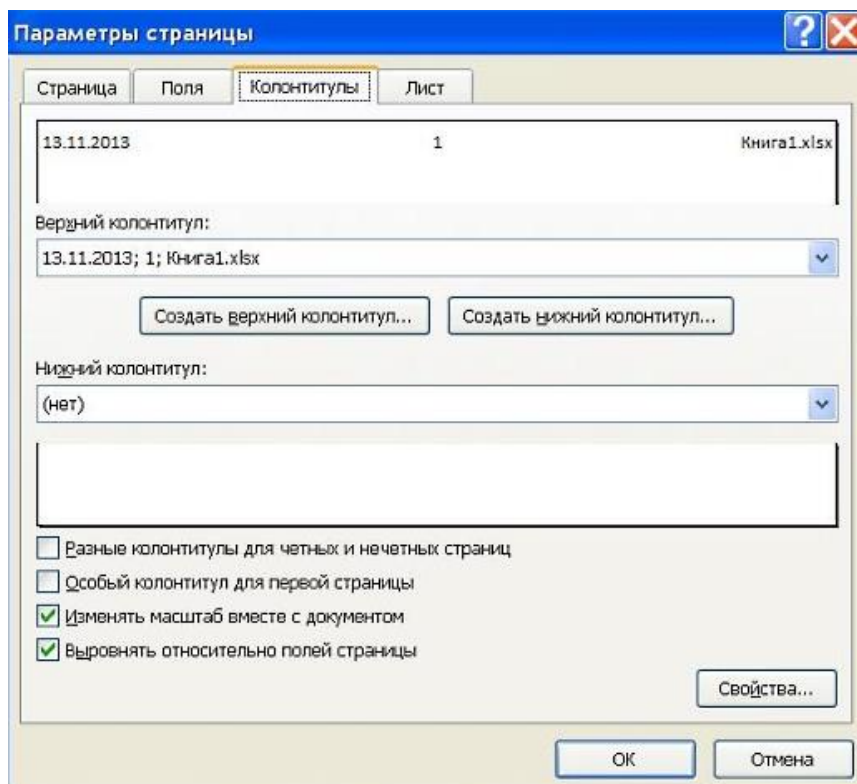 Параметры страницы
Страница Поля Колонтитулы Лист
13.11.2013 1 Книга1.xlsx
Верхний колонтитул:
13.11.2013; 1; Книга1.xlsx
Создать верхний колонтитул... Создать нижний колонтитул...
Нижний колонтитул:
(нет)
Разные колонтитулы для четных и нечетных страниц
Особый колонтитул для первой страницы
Изменять масштаб вместе с документом
Выровнять относительно полей страницы
Свойства...
ОК Отмена